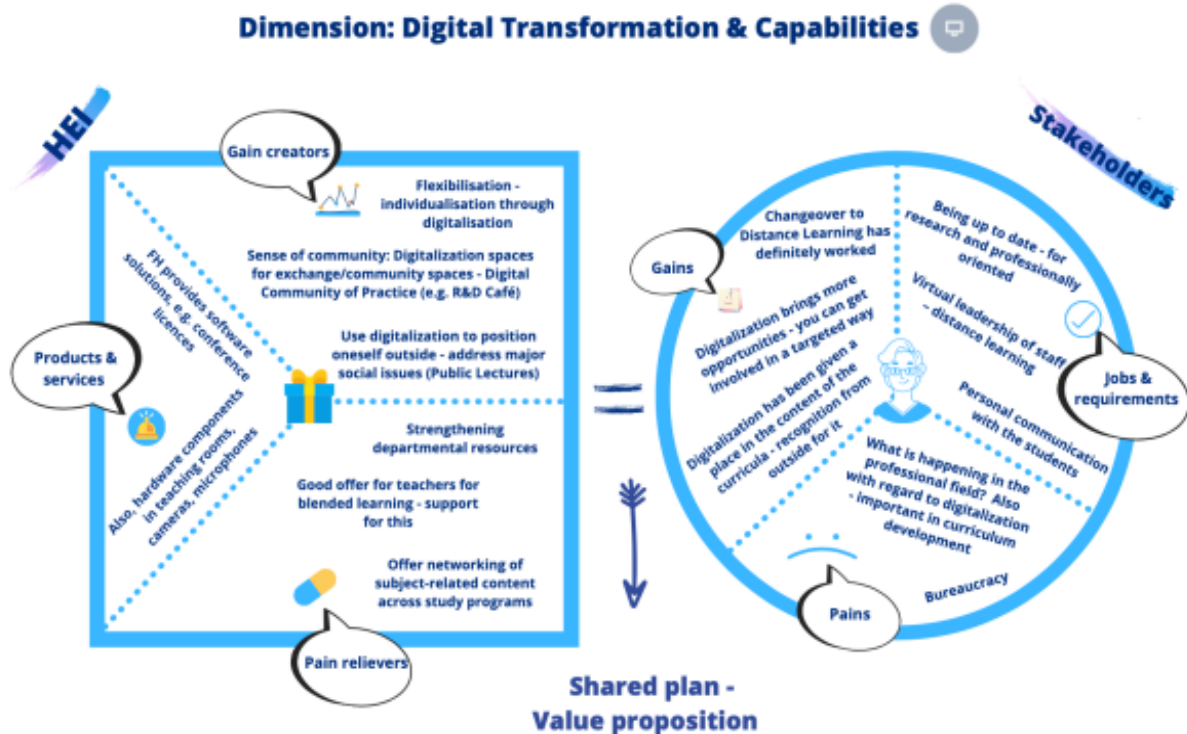 Dimension: Digital Transformation & Capabilities
HEI
Stakeholders
Gain creators
Flexibilisation -
individualisation through
digitalisation
Sense of community: Digitalization spaces
for exchange/community spaces - Digital
Community of Practice (e.g. R&D Café)
Use digitalization to position
oneself outside - address major
social issues (Public Lectures)
Products &
services
FH provides software
solutions, e.g. conference
licences
Also, hardware components
in teaching rooms,
cameras, microphones
Strengthening
departmental resources
Good offer for teachers for
blended learning - support
for this
Offer networking of
subject-related content
across study programs
Pain relievers
Gains
Changeover to
Distance Learning has
definitely worked
Digitalization brings more
opportunities - you can get
involved in a targeted way
Digitalization has been given a
place in the content of the
curricula - recognition from
outside for it
Being up to date - for
research and professionally
oriented
Virtual leadership of staff
– distance learning
Personal communication
with the students
Jobs &
requirements
What is happening in the
professional field? Also
with regard to digitalization
- important in curriculum
development
Bureaucracy
Pains
Shared plan -
Value proposition